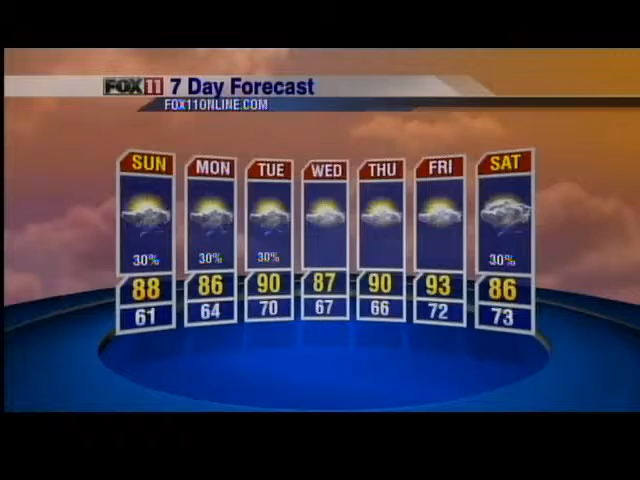 FOX 11 7 Day Forecast
FOX11ONLINE.COM
SUN MON TUE WED THU FRI SAT
30% 30% 30% 30%
88 86 90 87 90 93 86
61 64 70 67 66 72 73